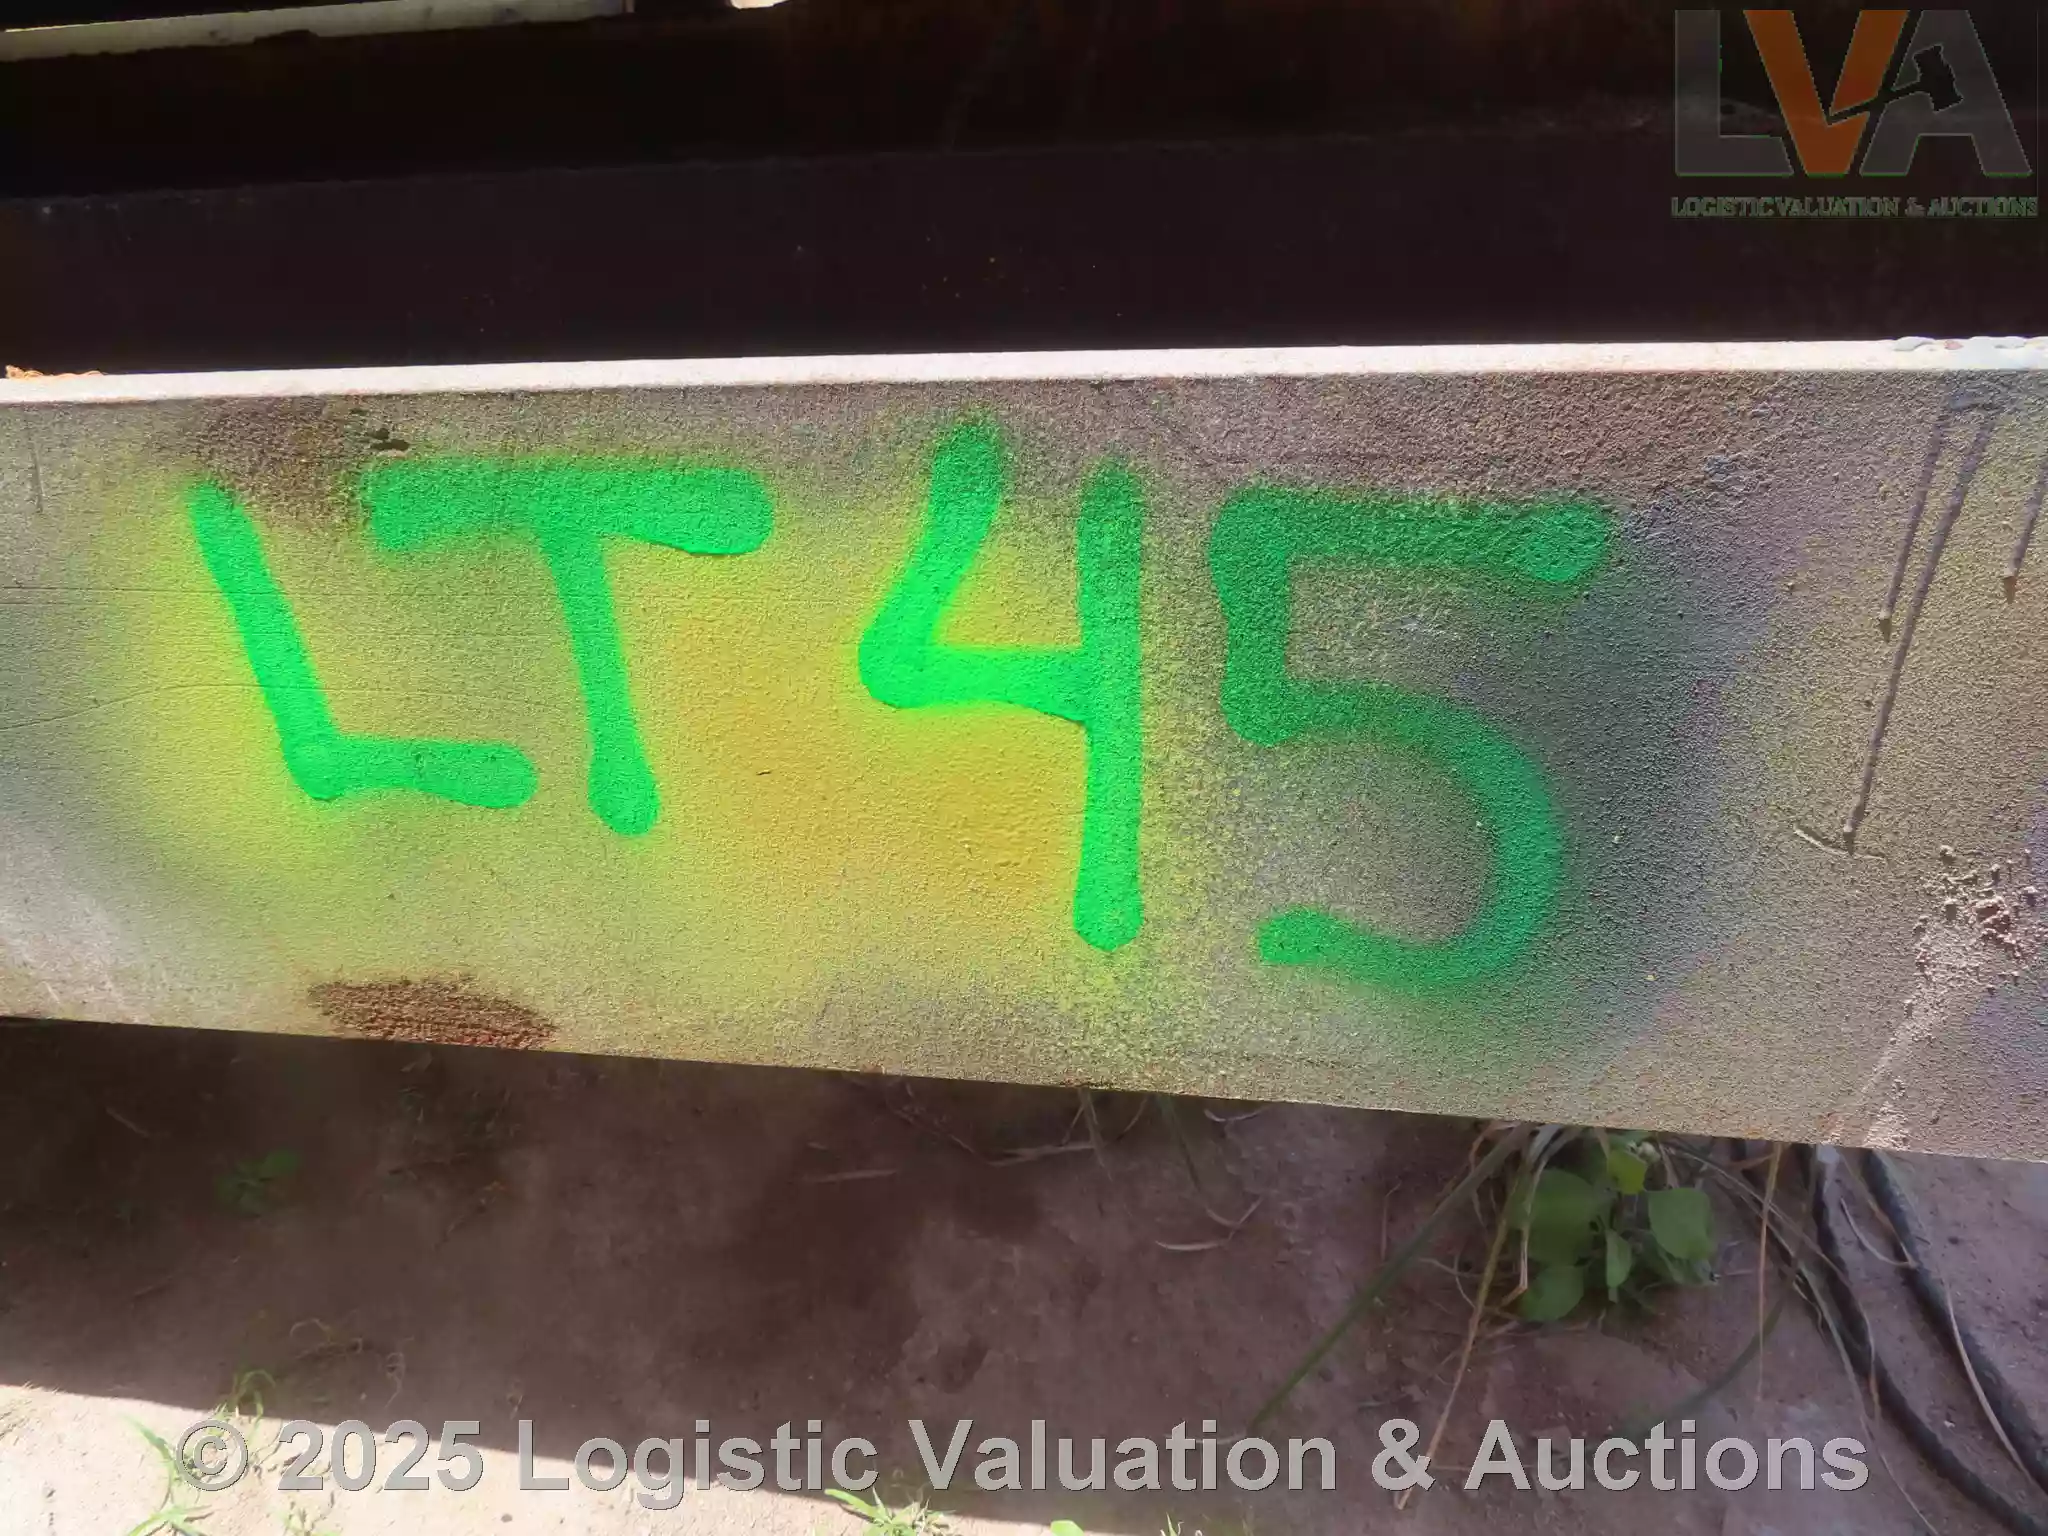 LVA
LOGISTIC VALUATION & AUCTIONS
LT45
© 2025 Logistic Valuation & Auctions